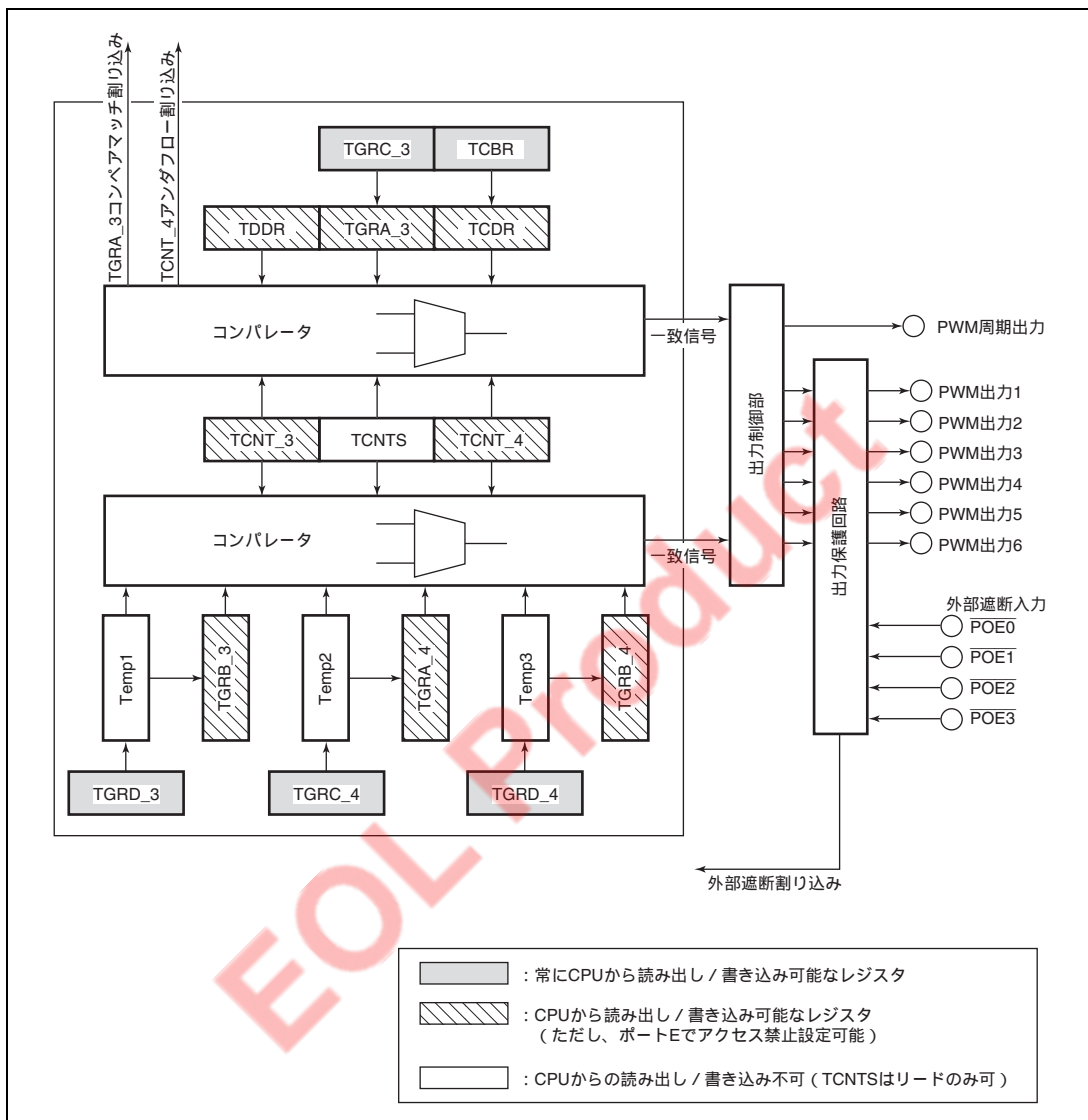 TGRA_3コンペアマッチ割り込み
TCNT_4アンダフロー割り込み
TGRC_3
TCBR
TDDR
TGRA_3
TCDR
コンパレータ
一致信号
PWM周期出力
出力制御部
出力保護回路
PWM出力1
PWM出力2
PWM出力3
PWM出力4
PWM出力5
PWM出力6
TCNT_3
TCNTS
TCNT_4
コンパレータ
一致信号
外部遮断入力
POE0
POE1
POE2
POE3
Temp1
TGRB_3
Temp2
TGRA_4
Temp3
TGRB_4
TGRD_3
TGRC_4
TGRD_4
外部遮断割り込み
:常にCPUから読み出し / 書き込み可能なレジスタ
:CPUから読み出し / 書き込み可能なレジスタ
(ただし、ポートEでアクセス禁止設定可能)
:CPUからの読み出し / 書き込み不可(TCNTSはリードのみ可)
EOL Product